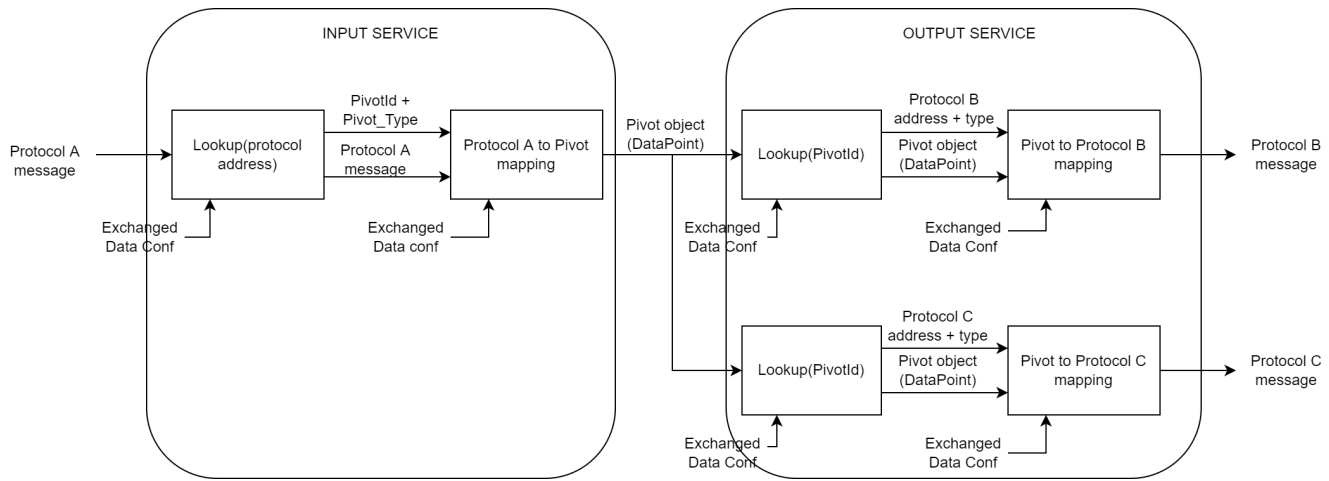 INPUT SERVICE
OUTPUT SERVICE
Protocol A
message
Lookup(protocol
address)
PivotId +
Pivot_Type
Protocol A
message
Protocol A to Pivot
mapping
Exchanged
Data Conf
Exchanged
Data conf
Pivot object
(DataPoint)
Lookup(PivotId)
Protocol B
address + type
Pivot object
(DataPoint)
Pivot to Protocol B
mapping
Protocol B
message
Exchanged
Data Conf
Exchanged
Data Conf
Lookup(PivotId)
Protocol C
address + type
Pivot object
(DataPoint)
Pivot to Protocol C
mapping
Protocol C
message
Exchanged
Data Conf
Exchanged
Data Conf